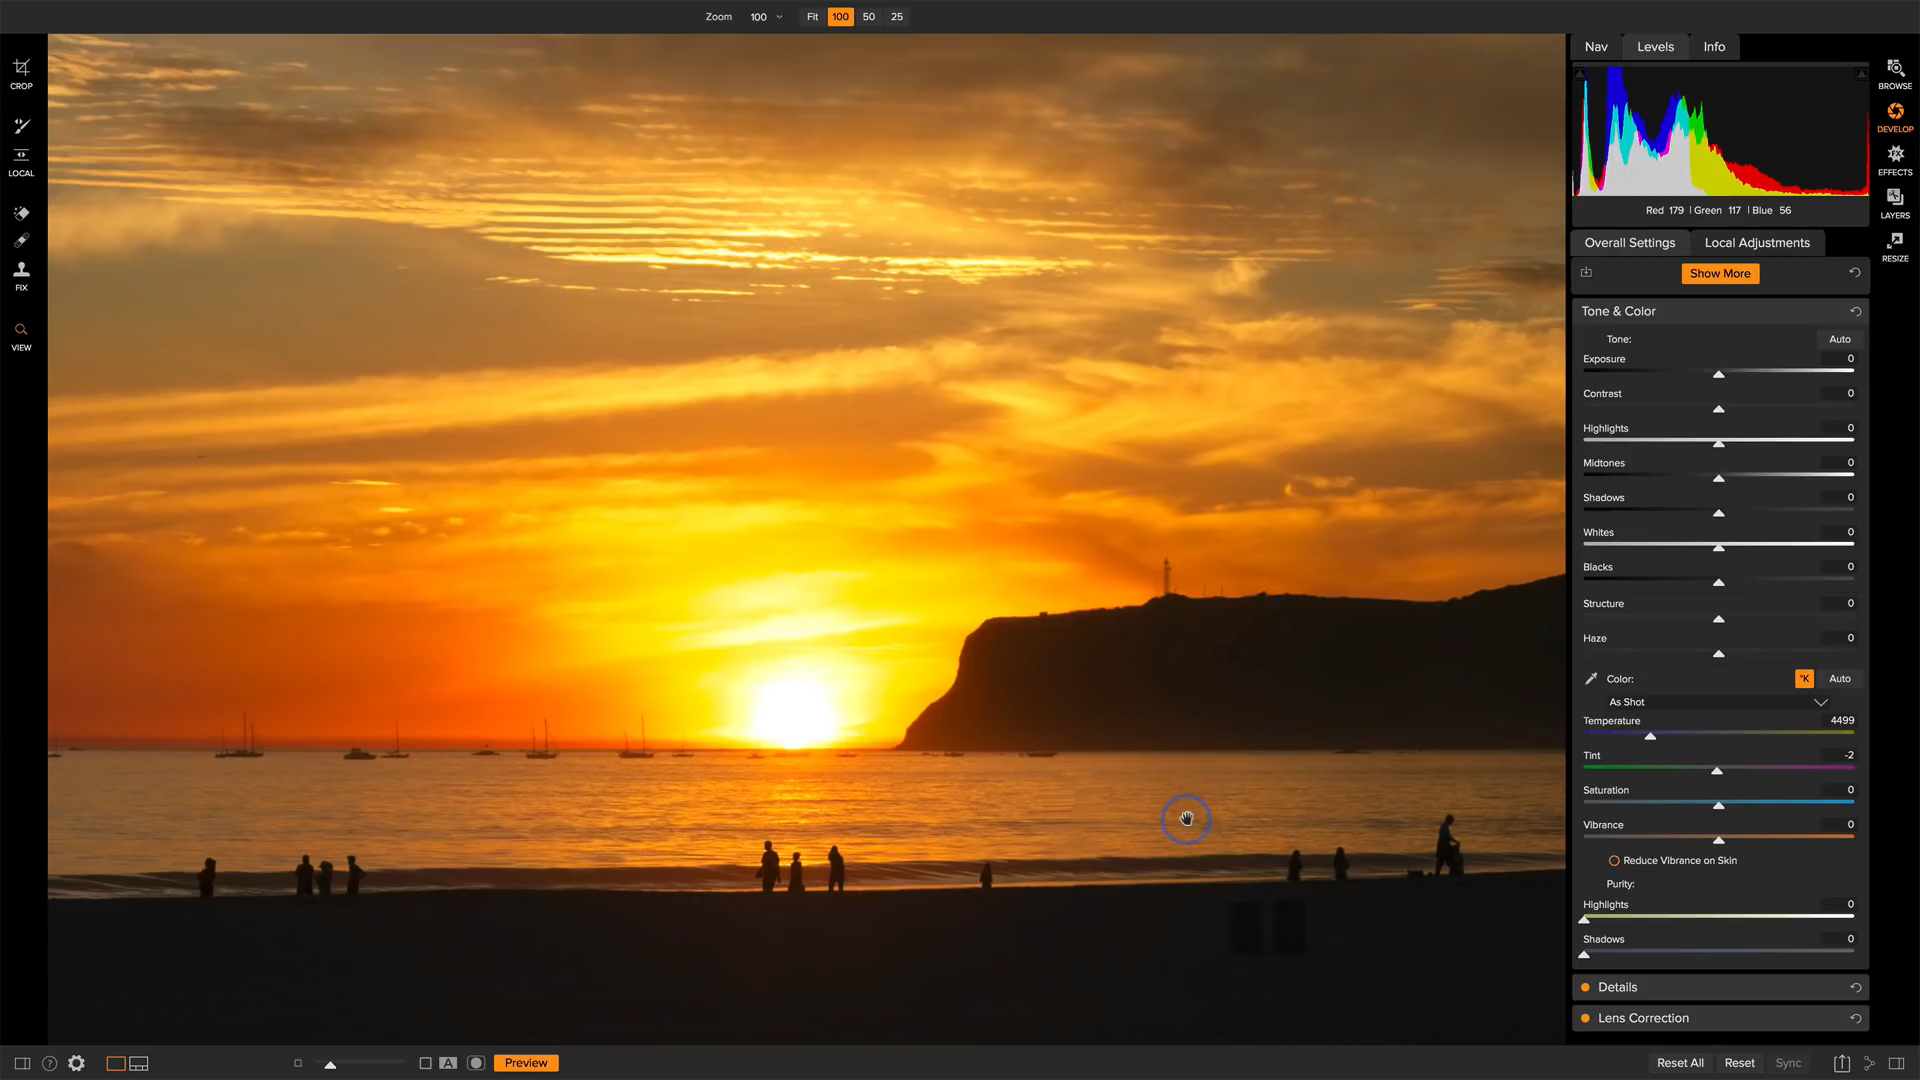 Zoom 100 Fit 100 50 25
CROP
LOCAL
FIX
VIEW
Nav Levels Info
Red 179 | Green 117 | Blue 56
Overall Settings Local Adjustments
Show More
Tone & Color
Tone: Auto
Exposure 0
Contrast 0
Highlights 0
Midtones 0
Shadows 0
Whites 0
Blacks 0
Structure 0
Haze 0
Color: °K Auto
As Shot
Temperature 4499
Tint -2
Saturation 0
Vibrance 0
Reduce Vibrance on Skin
Purity:
Highlights 0
Shadows 0
Details
Lens Correction
BROWSE
DEVELOP
FX
EFFECTS
LAYERS
RESIZE
? A Preview
Reset All Reset Sync